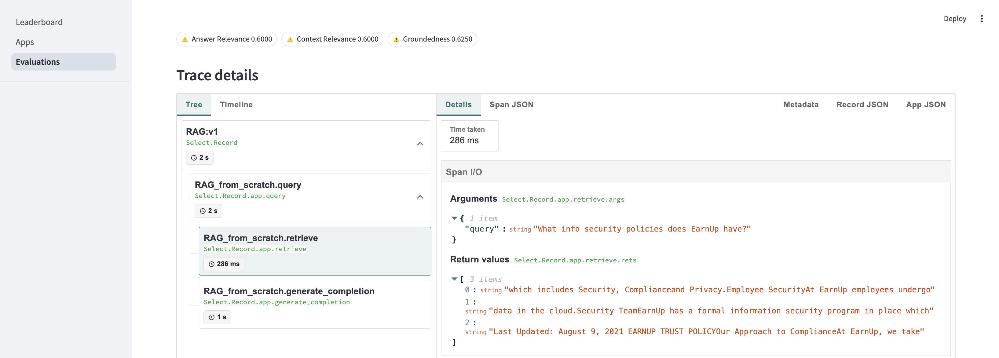 Leaderboard
Apps
Evaluations
Deploy
Answer Relevance 0.6000
Context Relevance 0.6000
Groundedness 0.6250
Trace details
Tree
Timeline
RAG:v1
Select.Record
2 s
RAG_from_scratch.query
Select.Record.app.query
2 s
RAG_from_scratch.retrieve
Select.Record.app.retrieve
286 ms
RAG_from_scratch.generate_completion
Select.Record.app.generate_completion
1 s
Details
Span JSON
Metadata
Record JSON
App JSON
Time taken
286 ms
Span I/O
Arguments Select.Record.app.retrieve.args
{ 1 item
"query" : string "What info security policies does EarnUp have?"
}
Return values Select.Record.app.retrieve.rets
[ 3 items
0 : string "which includes Security, Complianceand Privacy.Employee SecurityAt EarnUp employees undergo"
1 :
string "data in the cloud.Security TeamEarnUp has a formal information security program in place which"
2 :
string "Last Updated: August 9, 2021 EARNUP TRUST POLICYOur Approach to ComplianceAt EarnUp, we take"
]